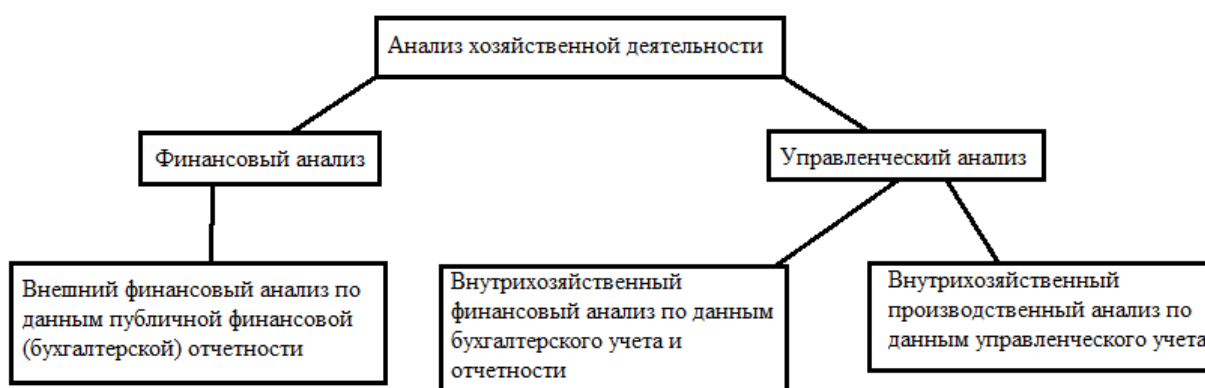 Анализ хозяйственной деятельности
Финансовый анализ
Управленческий анализ
Внешний финансовый анализ по
данным публичной финансовой
(бухгалтерской) отчетности
Внутрихозяйственный
финансовый анализ по данным
бухгалтерского учета и
отчетности
Внутрихозяйственный
производственный анализ по
данным управленческого учета